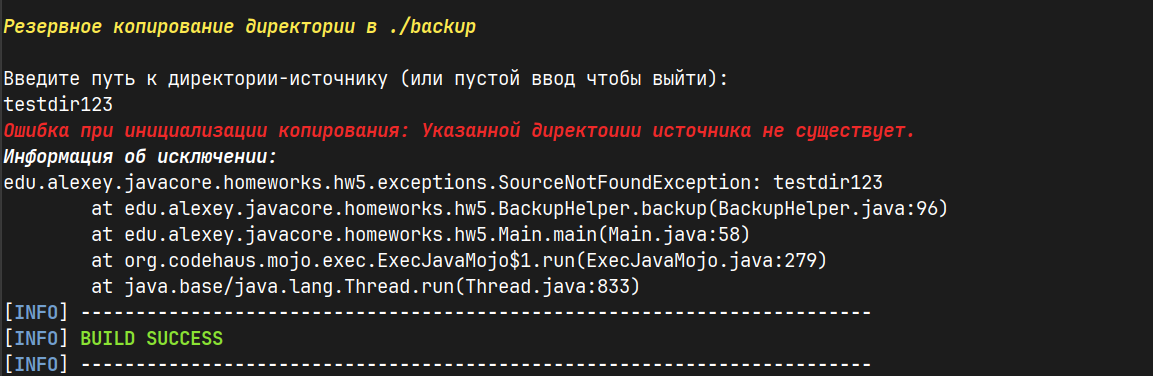 Резервное копирование директории в ./backup
Введите путь к директории-источнику (или пустой ввод чтобы выйти):
testdir123
Ошибка при инициализации копирования: Указанной директоиии источника не существует.
Информация об исключении:
edu.alexey.javacore.homeworks.hw5.exceptions.SourceNotFoundException: testdir123
at edu.alexey.javacore.homeworks.hw5.BackupHelper.backup(BackupHelper.java:96)
at edu.alexey.javacore.homeworks.hw5.Main.main(Main.java:58)
at org.codehaus.mojo.exec.ExecJavaMojo$1.run(ExecJavaMojo.java:279)
at java.base/java.lang.Thread.run(Thread.java:833)
[INFO] ------------------------------------------------------------------------
[INFO] BUILD SUCCESS
[INFO] ------------------------------------------------------------------------